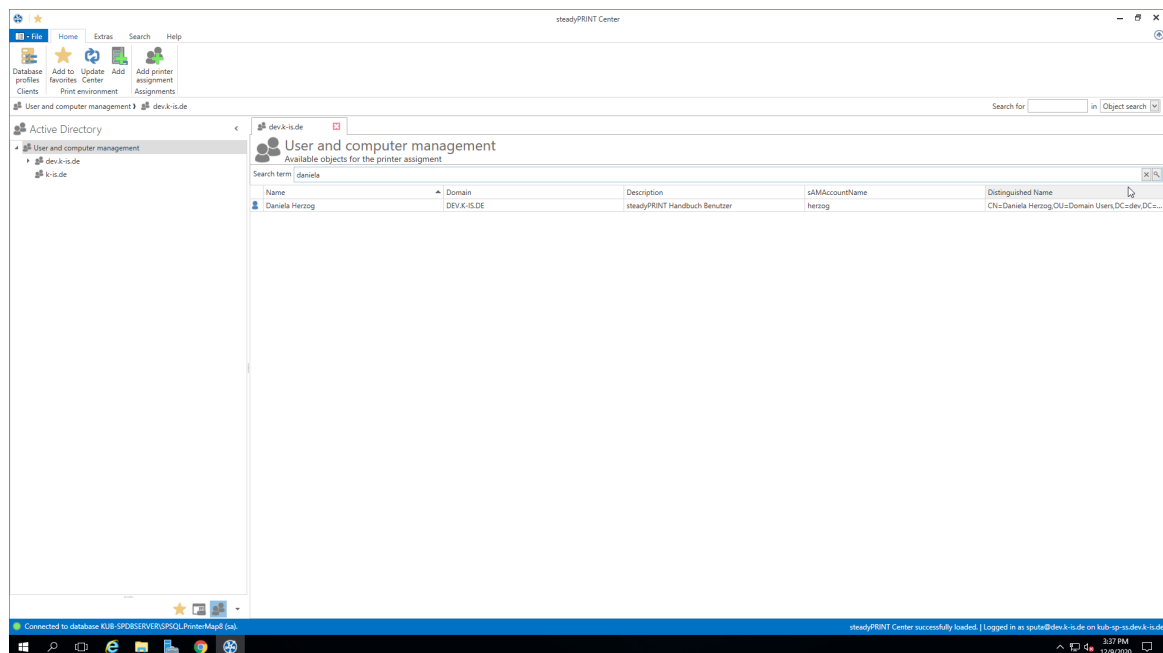 steadyPRINT Center
File Home Extras Search Help
Database profiles
Add to favorites
Update Center
Add
Add printer assignment
Clients Print environment Assignments
User and computer management dev.k-is.de
Search for in Object search
Active Directory
User and computer management
dev.k-is.de
k-is.de
dev.k-is.de
User and computer management
Available objects for the printer assigment
Search term daniela
Name Domain Description sAMAccountName Distinguished Name
Daniela Herzog DEV.K-IS.DE steadyPRINT Handbuch Benutzer herzog CN=Daniela Herzog,OU=Domain Users,DC=dev,DC=...
Connected to database KUB-SPDBSERVER\SPSQL.PrinterMap8 (sa).
steadyPRINT Center successfully loaded. | Logged in as sputa@dev.k-is.de on kub-sp-ss.dev.k-is.de
3:37 PM
12/9/2020